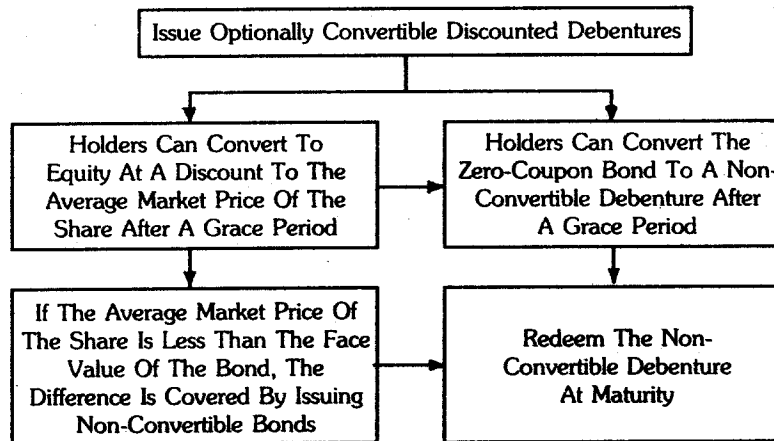 Issue Optionally Convertible Discounted Debentures
Holders Can Convert To
Equity At A Discount To The
Average Market Price Of The
Share After A Grace Period
Holders Can Convert The
Zero-Coupon Bond To A Non-
Convertible Debenture After
A Grace Period
If The Average Market Price Of
The Share Is Less Than The Face
Value Of The Bond, The
Difference Is Covered By Issuing
Non-Convertible Bonds
Redeem The Non-
Convertible Debenture
At Maturity